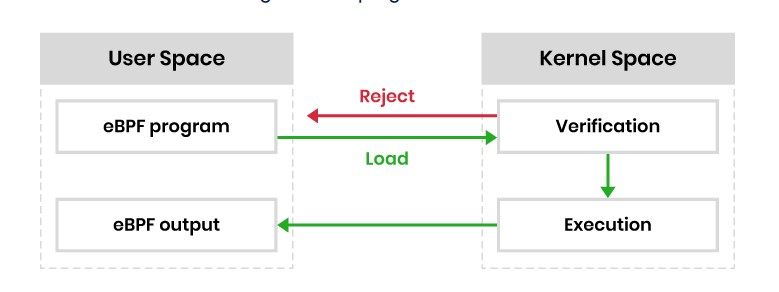 User Space
Kernel Space
Reject
eBPF program
Verification
Load
eBPF output
Execution